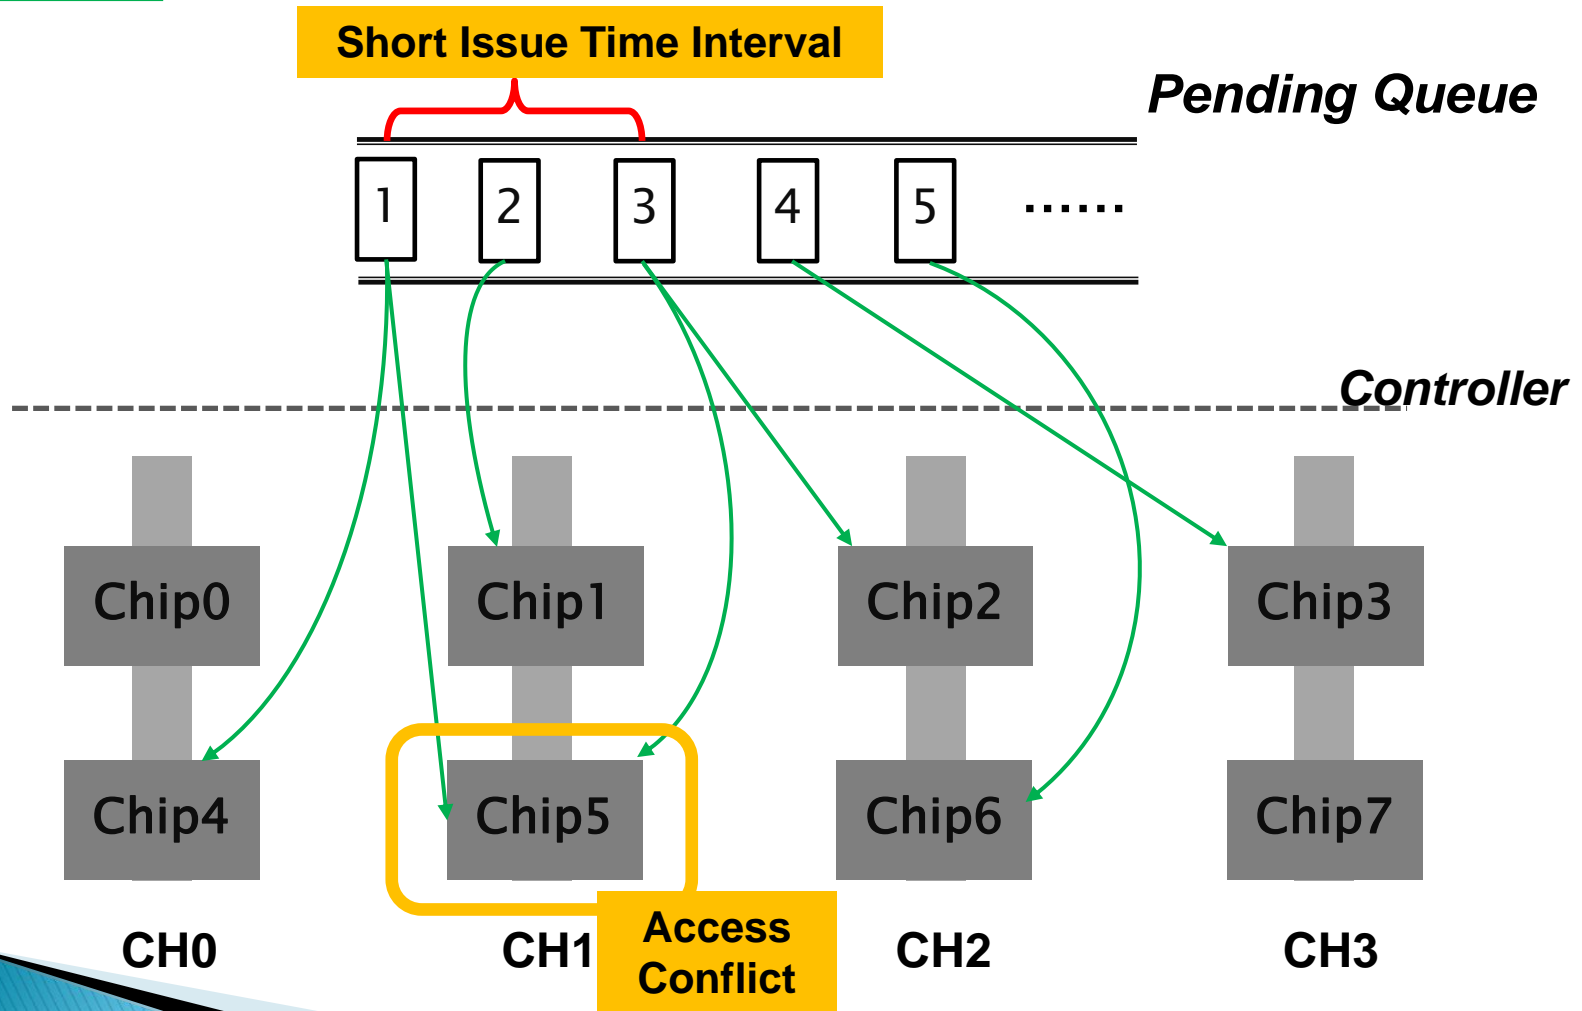 Short Issue Time Interval
Pending Queue
1 2 3 4 5 ······
Controller
Chip0 Chip1 Chip2 Chip3
Chip4 Chip5 Chip6 Chip7
CH0 CH1 CH2 CH3
Access
Conflict